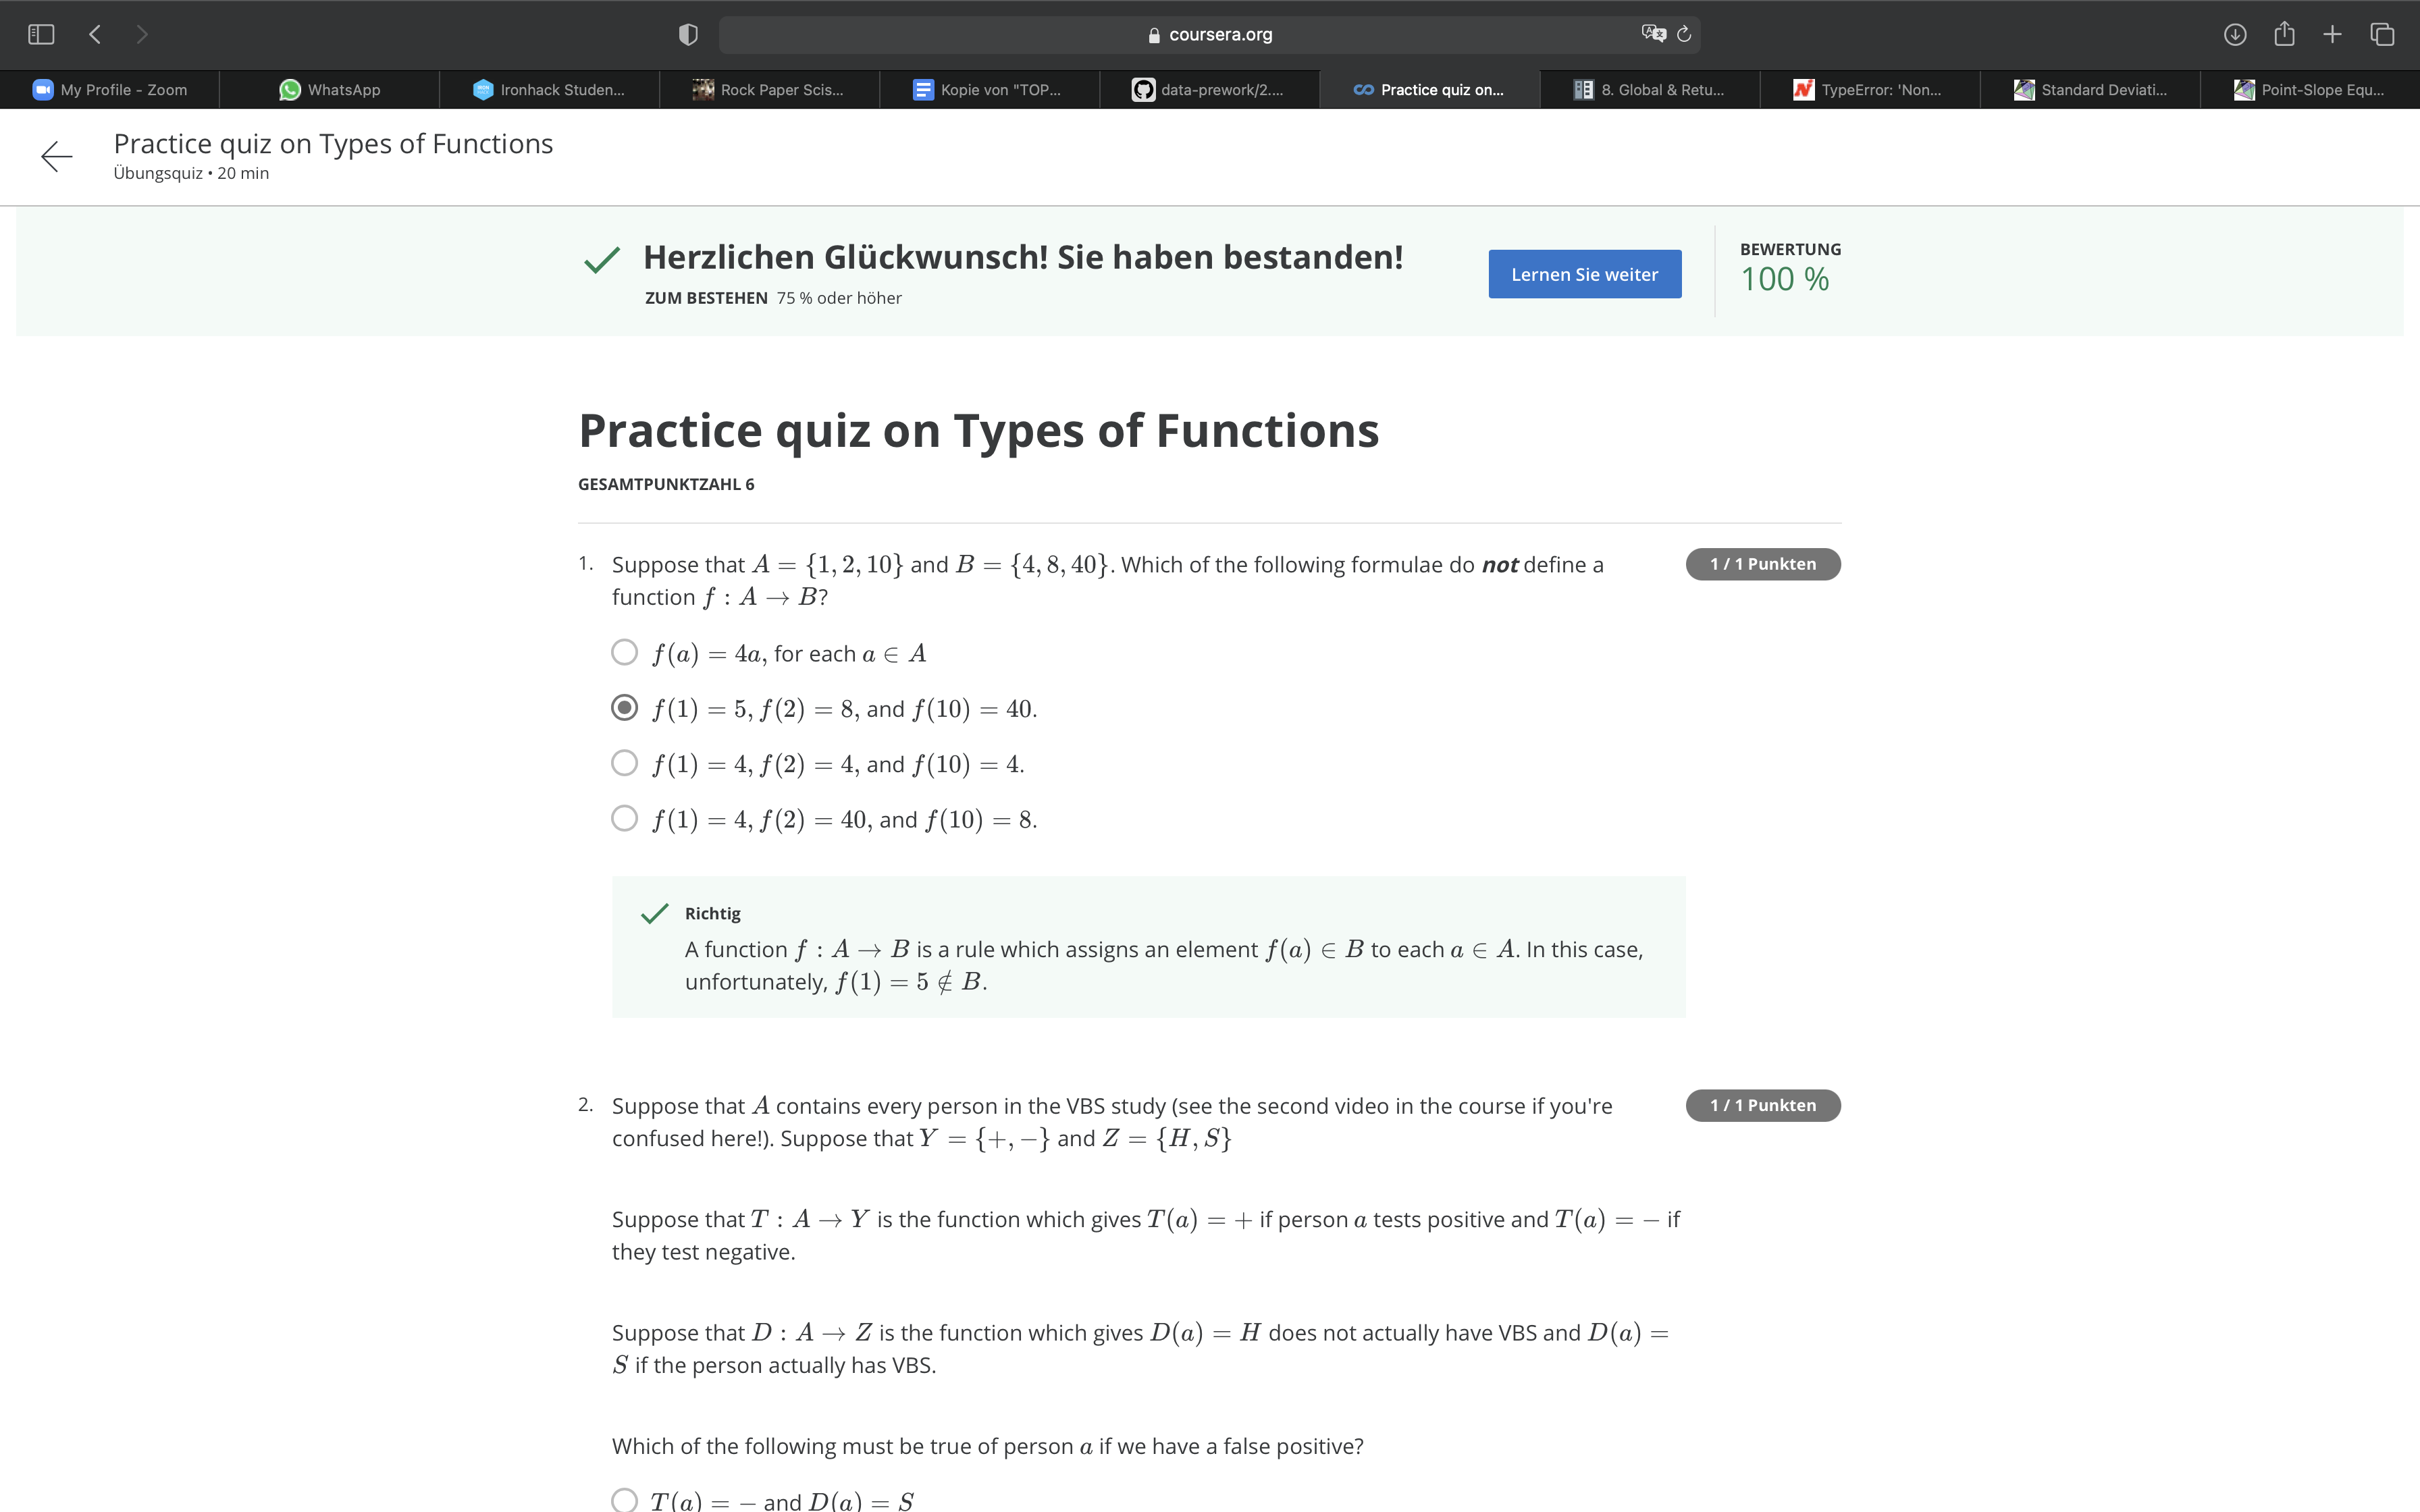 coursera.org
My Profile - Zoom
WhatsApp
Ironhack Studen...
Rock Paper Scis...
Kopie von "TOP...
data-prework/2....
Practice quiz on...
8. Global & Retu...
TypeError: 'Non...
Standard Deviati...
Point-Slope Equ...
Practice quiz on Types of Functions
Übungsquiz • 20 min
Herzlichen Glückwunsch! Sie haben bestanden!
ZUM BESTEHEN 75 % oder höher
Lernen Sie weiter
BEWERTUNG
100 %
Practice quiz on Types of Functions
GESAMTPUNKTZAHL 6
1. Suppose that A = {1, 2, 10} and B = {4, 8, 40}. Which of the following formulae do not define a
function f : A → B?
1 / 1 Punkten
f(a) = 4a, for each a ∈ A
f(1) = 5, f(2) = 8, and f(10) = 40.
f(1) = 4, f(2) = 4, and f(10) = 4.
f(1) = 4, f(2) = 40, and f(10) = 8.
Richtig
A function f : A → B is a rule which assigns an element f(a) ∈ B to each a ∈ A. In this case,
unfortunately, f(1) = 5 ∉ B.
2. Suppose that A contains every person in the VBS study (see the second video in the course if you're
confused here!). Suppose that Y = {+, −} and Z = {H, S}
1 / 1 Punkten
Suppose that T : A → Y is the function which gives T(a) = + if person a tests positive and T(a) = − if
they test negative.
Suppose that D : A → Z is the function which gives D(a) = H does not actually have VBS and D(a) =
S if the person actually has VBS.
Which of the following must be true of person a if we have a false positive?
T(a) = − and D(a) = S